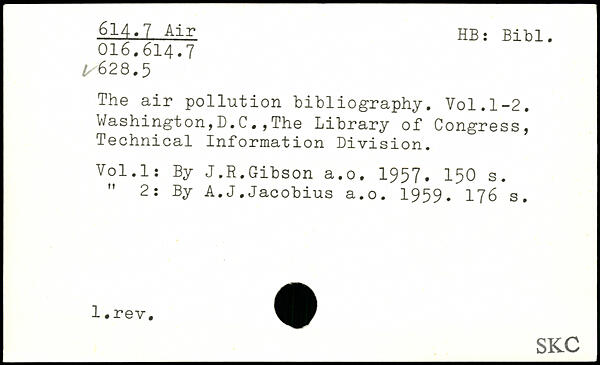 614.7 Air
HB: Bibl.
016.614.7
✓628.5
The air pollution bibliography. Vol.1-2.
Washington,D.C.,The Library of Congress,
Technical Information Division.
Vol.1: By J.R.Gibson a.o. 1957. 150 s.
" 2: By A.J.Jacobius a.o. 1959. 176 s.
1.rev.
SKC